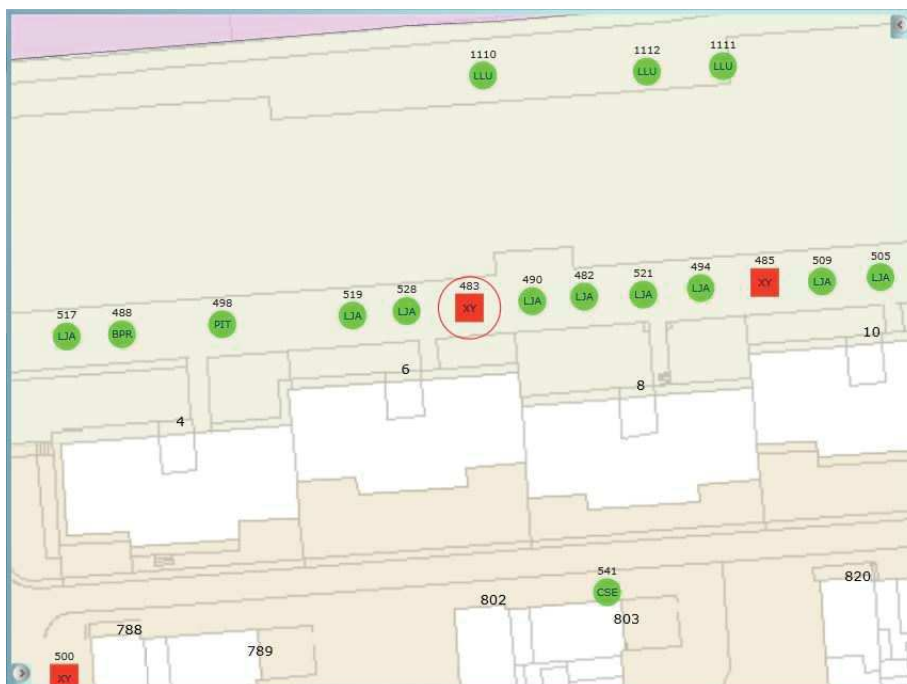 1110
LLU
1112
LLU
1111
LLU
517
LJA
488
BPR
498
PIT
519
LJA
528
LJA
483
XY
490
LJA
482
LJA
521
LJA
494
LJA
485
XY
509
LJA
505
LJA
4
6
8
10
541
CSE
788
789
802
803
820
500
XY